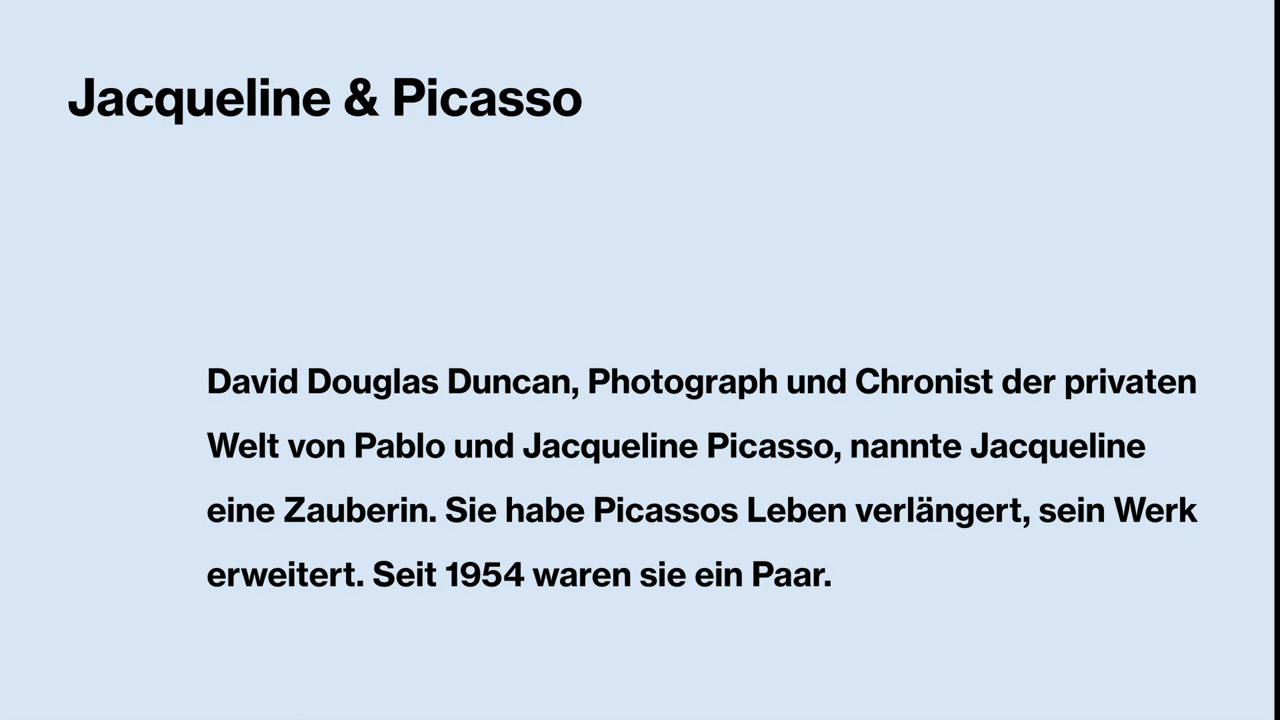 Jacqueline & Picasso
David Douglas Duncan, Photograph und Chronist der privaten
Welt von Pablo und Jacqueline Picasso, nannte Jacqueline
eine Zauberin. Sie habe Picassos Leben verlängert, sein Werk
erweitert. Seit 1954 waren sie ein Paar.